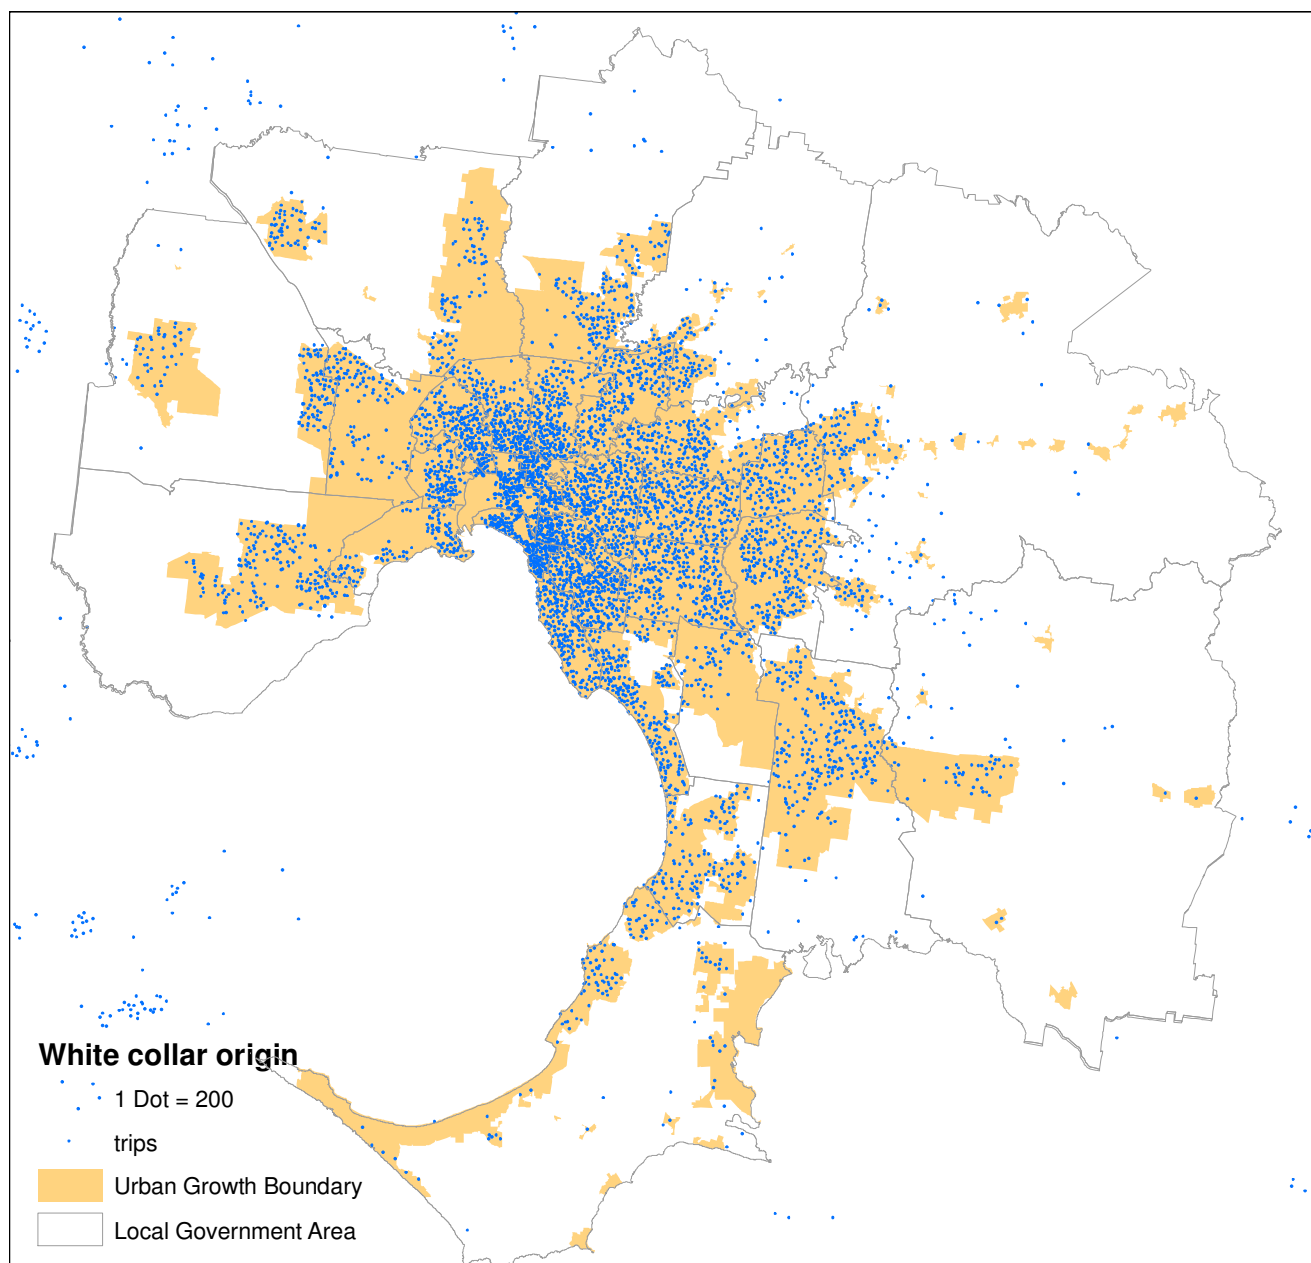 White collar origin
1 Dot = 200
trips
Urban Growth Boundary
Local Government Area